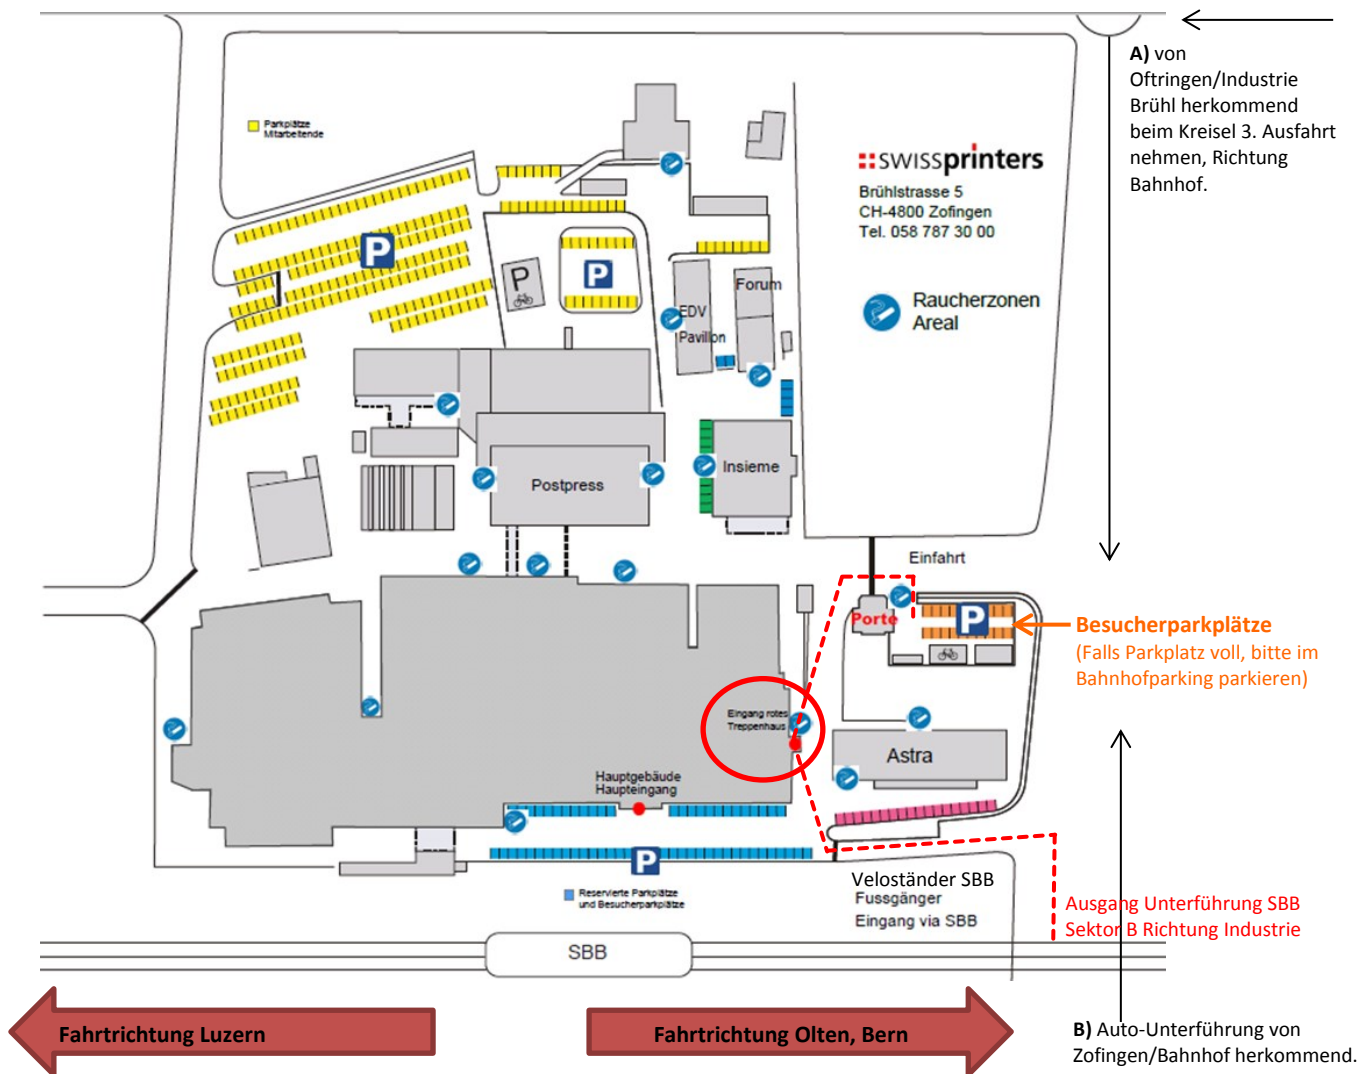 A) von
Oftringen/Industrie
Brühl herkommend
beim Kreisel 3. Ausfahrt
nehmen, Richtung
Bahnhof.
Parkplätze
Mitarbeitende
swissprinters
Brühlstrasse 5
CH-4800 Zofingen
Tel. 058 787 30 00
Raucherzonen
Areal
P
P
P
Forum
EDV
Pavillon
Insieme
Postpress
Einfahrt
Porte
P
Besucherparkplätze
(Falls Parkplatz voll, bitte im
Bahnhofparking parkieren)
Eingang rotes
Treppenhaus
Astra
Hauptgebäude
Haupteingang
P
Reservierte Parkplätze
und Besucherparkplätze
Veloständer SBB
Fussgänger
Eingang via SBB
Ausgang Unterführung SBB
Sektor B Richtung Industrie
SBB
Fahrtrichtung Luzern
Fahrtrichtung Olten, Bern
B) Auto-Unterführung von
Zofingen/Bahnhof herkommend.